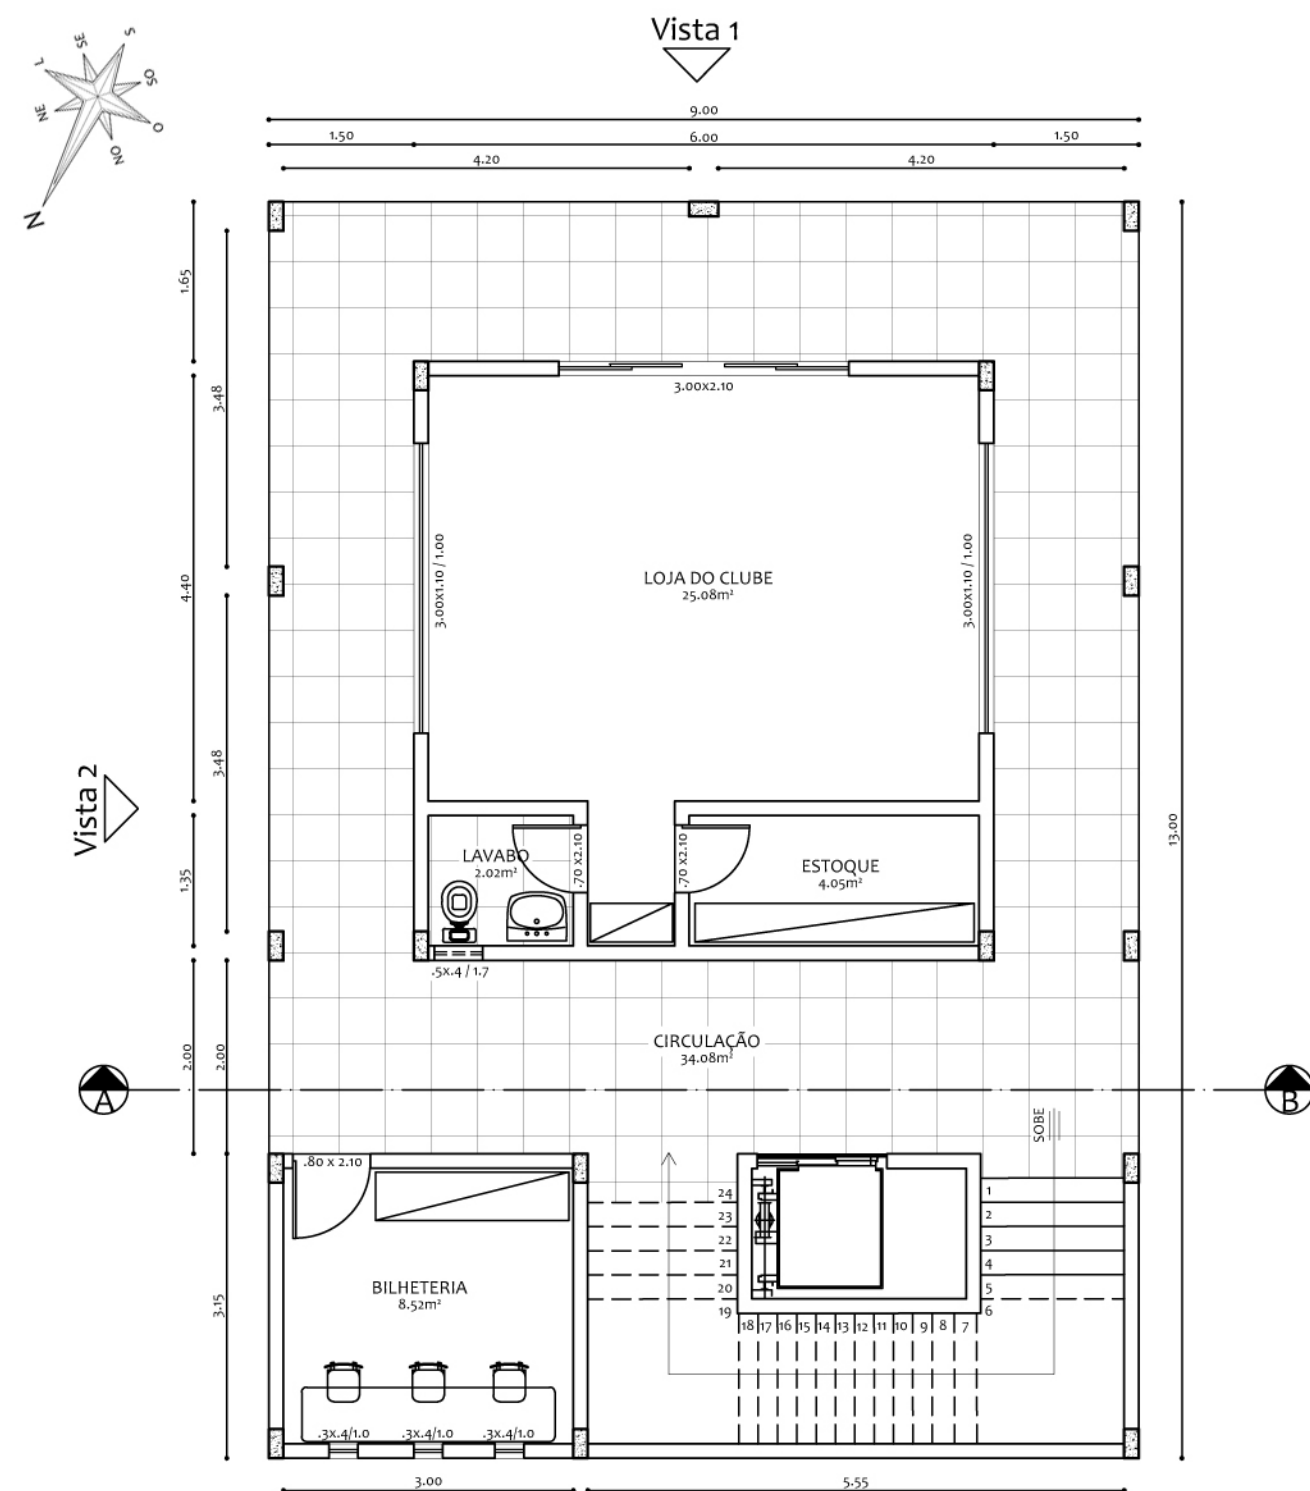 Vista 1
S
SE
L
SO
NE
O
NO
N
9.00
1.50
6.00
1.50
4.20
4.20
1.65
3.48
3.00x2.10
4.40
3.00x1.10 / 1.00
LOJA DO CLUBE
25.08m²
3.00x1.10 / 1.00
3.48
Vista 2
13.00
1.35
LAVABO
2.02m²
.70 x2.10
.70 x2.10
ESTOQUE
4.05m²
.5x.4 / 1.7
CIRCULAÇÃO
34.08m²
2.00
2.00
A
B
SOBE
.80 x 2.10
24
23
22
21
20
19
1
2
3
4
5
6
18
17
16
15
14
13
12
11
10
9
8
7
BILHETERIA
8.52m²
3.15
.3x.4/1.0
.3x.4/1.0
.3x.4/1.0
3.00
5.55